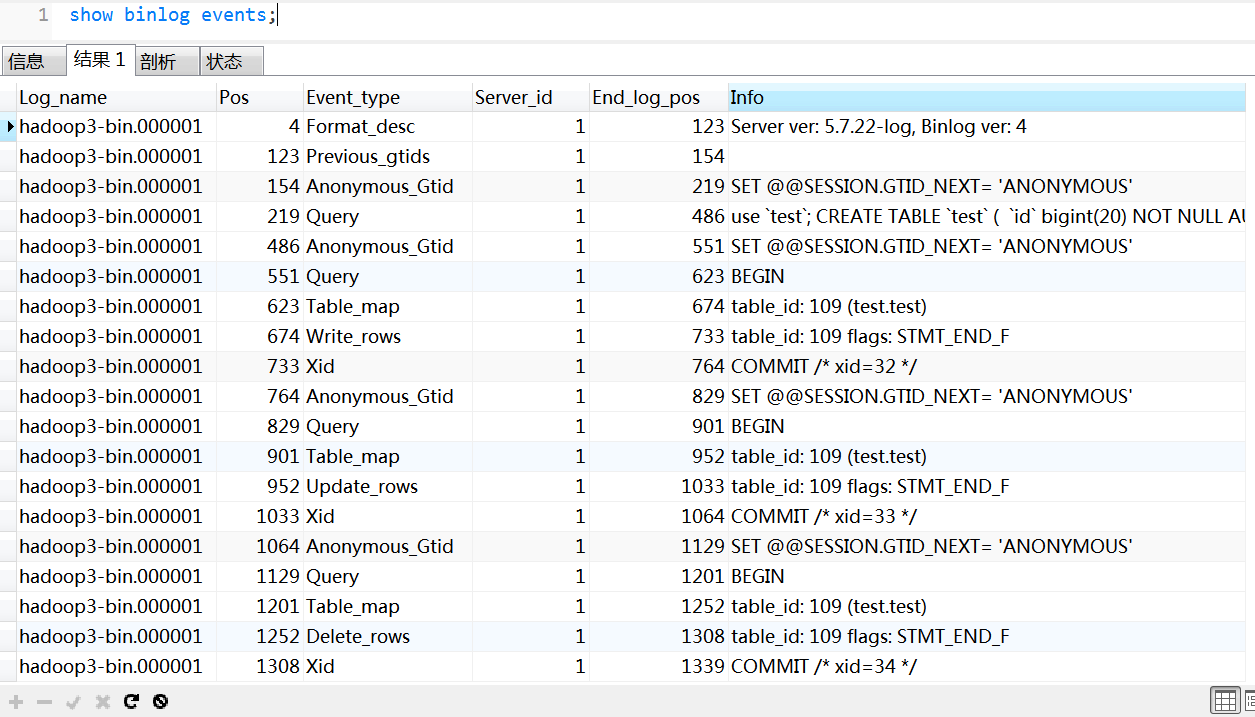 1 show binlog events;
信息 结果 1 剖析 状态
Log_name Pos Event_type Server_id End_log_pos Info
hadoop3-bin.000001 4 Format_desc 1 123 Server ver: 5.7.22-log, Binlog ver: 4
hadoop3-bin.000001 123 Previous_gtids 1 154
hadoop3-bin.000001 154 Anonymous_Gtid 1 219 SET @@SESSION.GTID_NEXT= 'ANONYMOUS'
hadoop3-bin.000001 219 Query 1 486 use `test`; CREATE TABLE `test` ( `id` bigint(20) NOT NULL AU
hadoop3-bin.000001 486 Anonymous_Gtid 1 551 SET @@SESSION.GTID_NEXT= 'ANONYMOUS'
hadoop3-bin.000001 551 Query 1 623 BEGIN
hadoop3-bin.000001 623 Table_map 1 674 table_id: 109 (test.test)
hadoop3-bin.000001 674 Write_rows 1 733 table_id: 109 flags: STMT_END_F
hadoop3-bin.000001 733 Xid 1 764 COMMIT /* xid=32 */
hadoop3-bin.000001 764 Anonymous_Gtid 1 829 SET @@SESSION.GTID_NEXT= 'ANONYMOUS'
hadoop3-bin.000001 829 Query 1 901 BEGIN
hadoop3-bin.000001 901 Table_map 1 952 table_id: 109 (test.test)
hadoop3-bin.000001 952 Update_rows 1 1033 table_id: 109 flags: STMT_END_F
hadoop3-bin.000001 1033 Xid 1 1064 COMMIT /* xid=33 */
hadoop3-bin.000001 1064 Anonymous_Gtid 1 1129 SET @@SESSION.GTID_NEXT= 'ANONYMOUS'
hadoop3-bin.000001 1129 Query 1 1201 BEGIN
hadoop3-bin.000001 1201 Table_map 1 1252 table_id: 109 (test.test)
hadoop3-bin.000001 1252 Delete_rows 1 1308 table_id: 109 flags: STMT_END_F
hadoop3-bin.000001 1308 Xid 1 1339 COMMIT /* xid=34 */